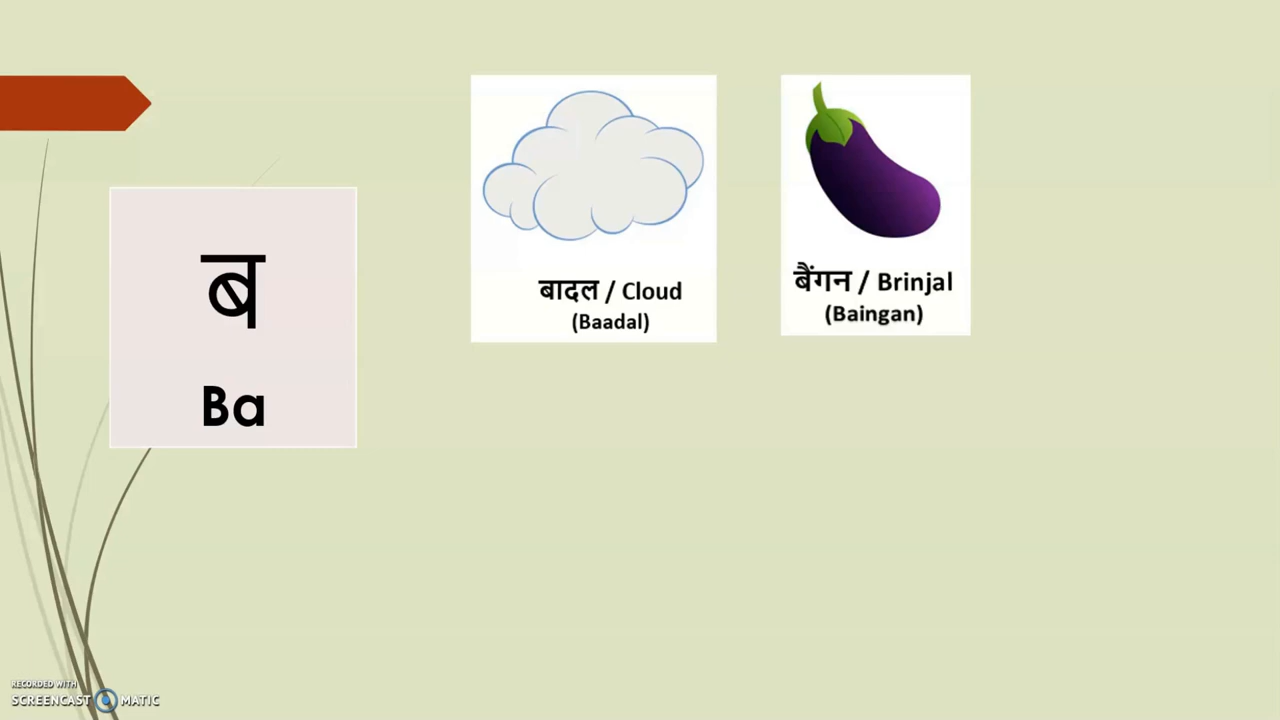 ब
Ba
बादल / Cloud
(Baadal)
बैंगन / Brinjal
(Baingan)
RECORDED WITH
SCREENCAST MATIC